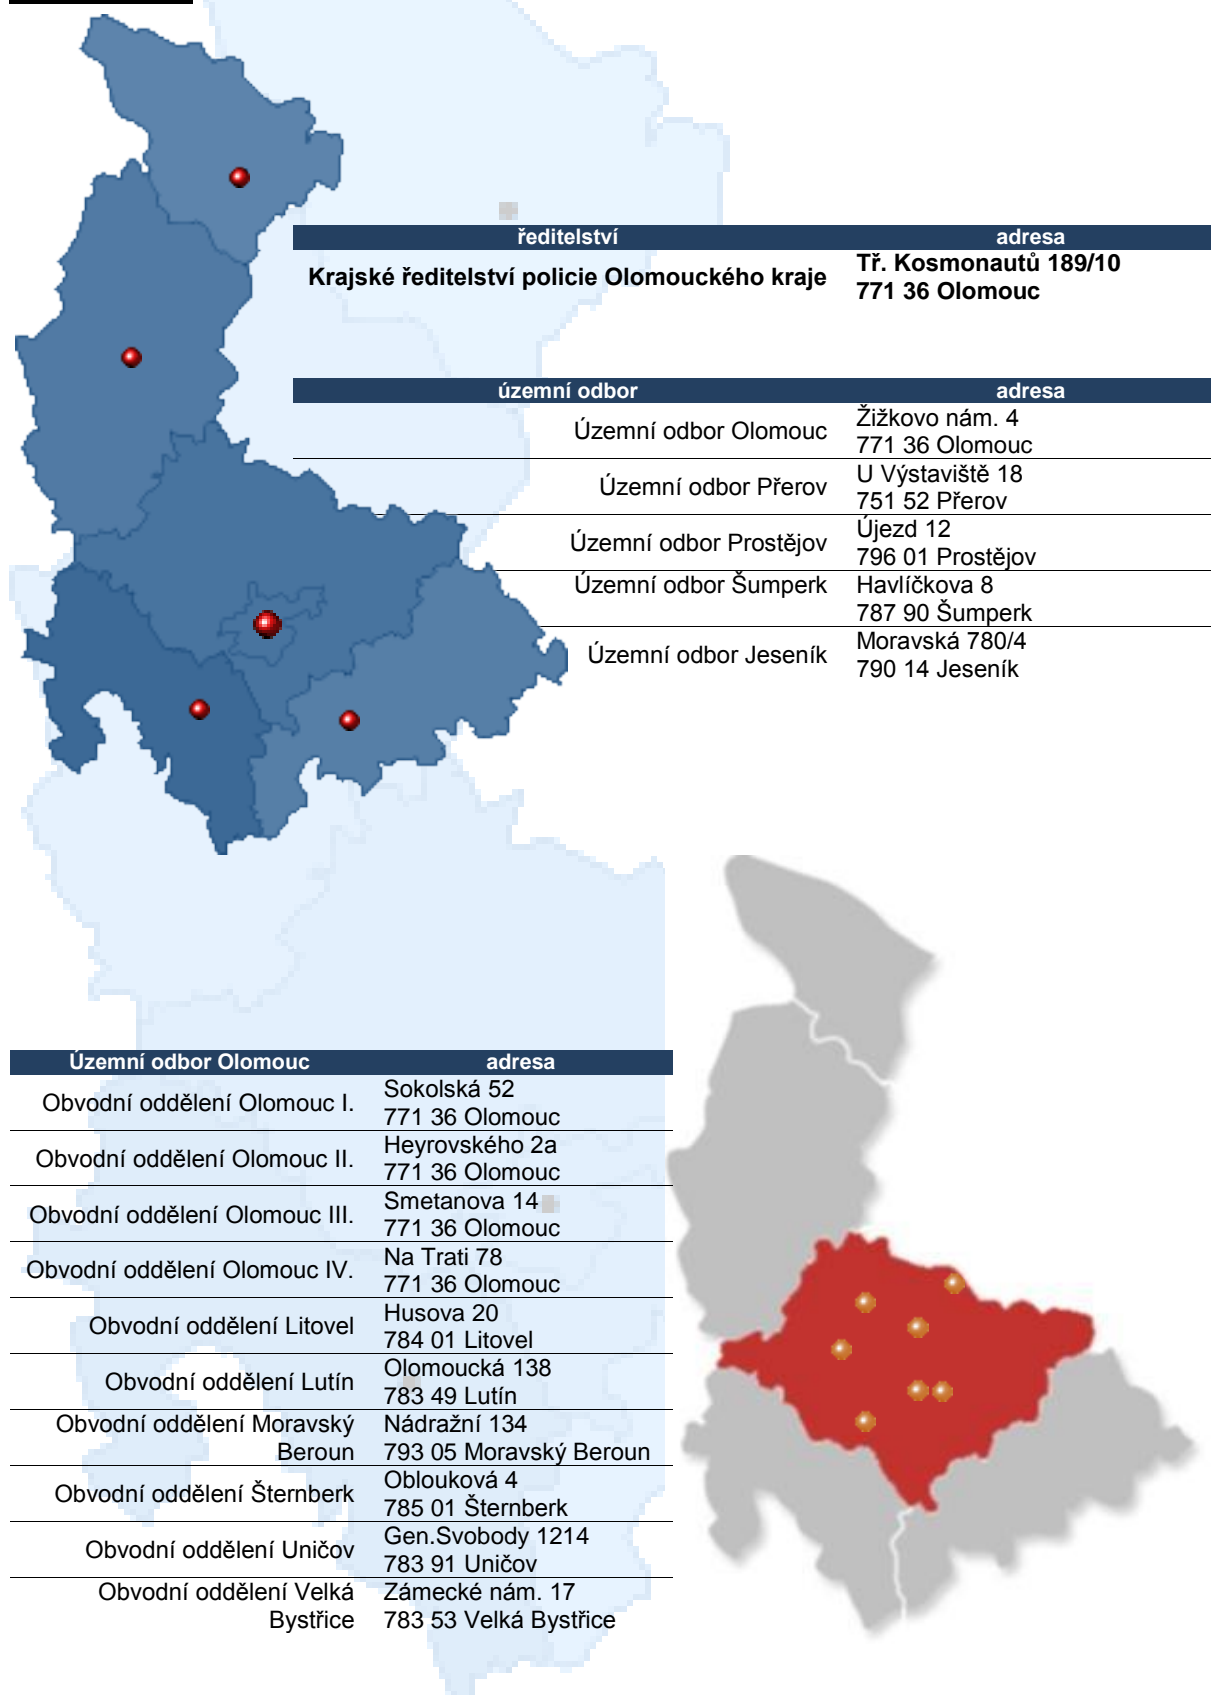 ředitelství adresa
Krajské ředitelství policie Olomouckého kraje Tř. Kosmonautů 189/10
771 36 Olomouc
územní odbor adresa
Územní odbor Olomouc Žižkovo nám. 4
771 36 Olomouc
Územní odbor Přerov U Výstaviště 18
751 52 Přerov
Územní odbor Prostějov Újezd 12
796 01 Prostějov
Územní odbor Šumperk Havlíčkova 8
787 90 Šumperk
Územní odbor Jeseník Moravská 780/4
790 14 Jeseník
Územní odbor Olomouc adresa
Obvodní oddělení Olomouc I. Sokolská 52
771 36 Olomouc
Obvodní oddělení Olomouc II. Heyrovského 2a
771 36 Olomouc
Obvodní oddělení Olomouc III. Smetanova 14
771 36 Olomouc
Obvodní oddělení Olomouc IV. Na Trati 78
771 36 Olomouc
Obvodní oddělení Litovel Husova 20
784 01 Litovel
Obvodní oddělení Lutín Olomoucká 138
783 49 Lutín
Obvodní oddělení Moravský Nádražní 134
Beroun 793 05 Moravský Beroun
Obvodní oddělení Šternberk Oblouková 4
785 01 Šternberk
Obvodní oddělení Uničov Gen.Svobody 1214
783 91 Uničov
Obvodní oddělení Velká Zámecké nám. 17
Bystřice 783 53 Velká Bystřice